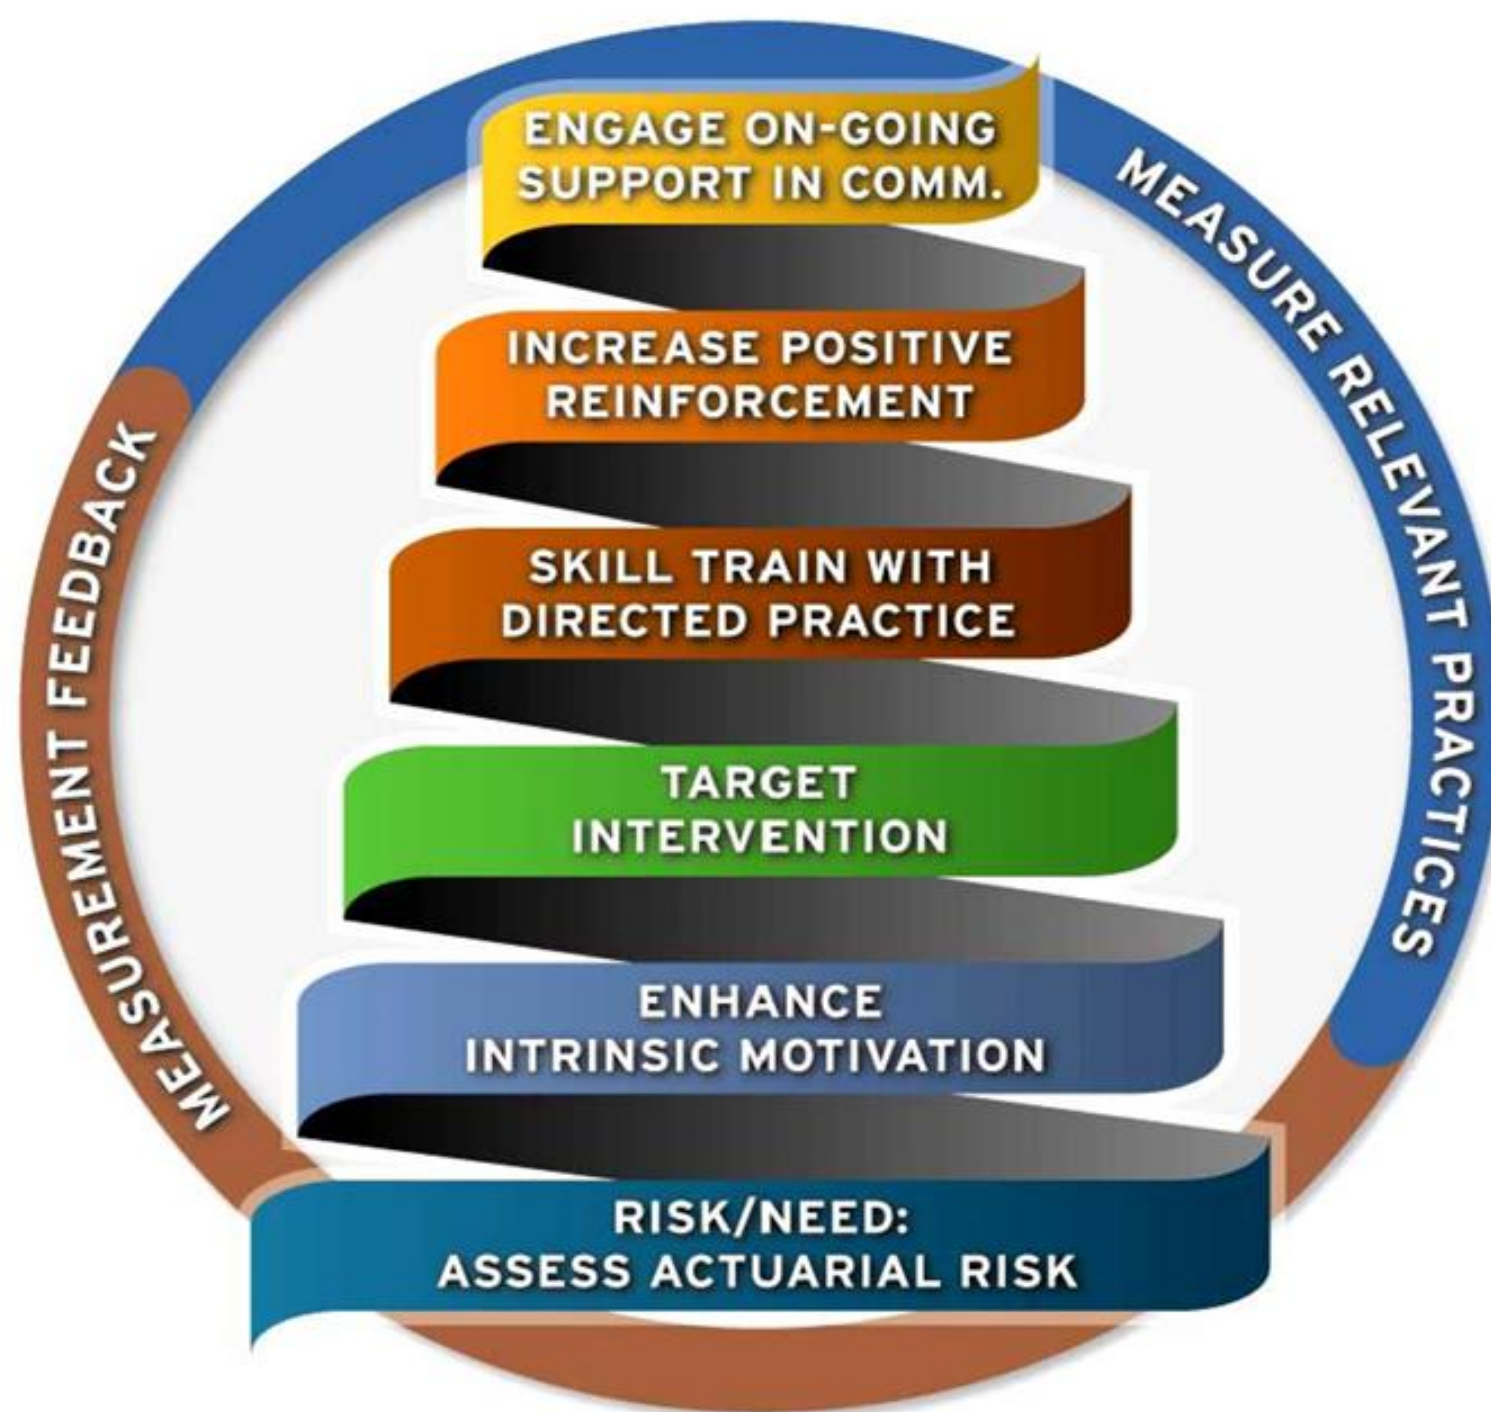 ENGAGE ON-GOING
SUPPORT IN COMM.
INCREASE POSITIVE
REINFORCEMENT
SKILL TRAIN WITH
DIRECTED PRACTICE
TARGET
INTERVENTION
ENHANCE
INTRINSIC MOTIVATION
RISK/NEED:
ASSESS ACTUARIAL RISK
MEASURE RELEVANT PRACTICES
MEASUREMENT FEEDBACK